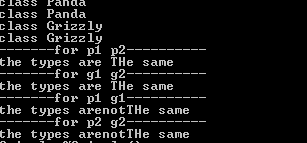 class Panda
class Panda
class Grizzly
class Grizzly
-------for p1 p2-----------
the types are THe same
-------for g1 g2-----------
the types are THe same
-------for p1 g1-----------
the types arenotTHe same
-------for p2 g2-----------
the types arenotTHe same